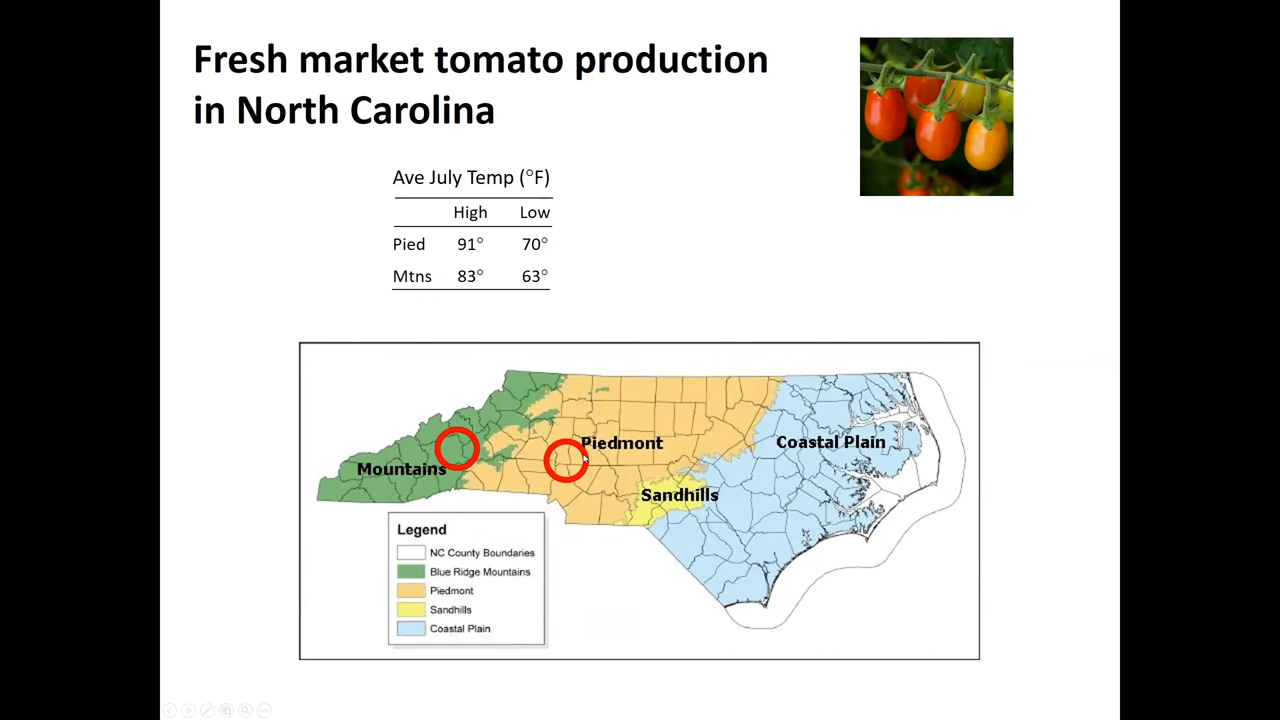 Fresh market tomato production
in North Carolina
Ave July Temp (°F)
High Low
Pied 91° 70°
Mtns 83° 63°
Mountains
Piedmont
Coastal Plain
Sandhills
Legend
NC County Boundaries
Blue Ridge Mountains
Piedmont
Sandhills
Coastal Plain